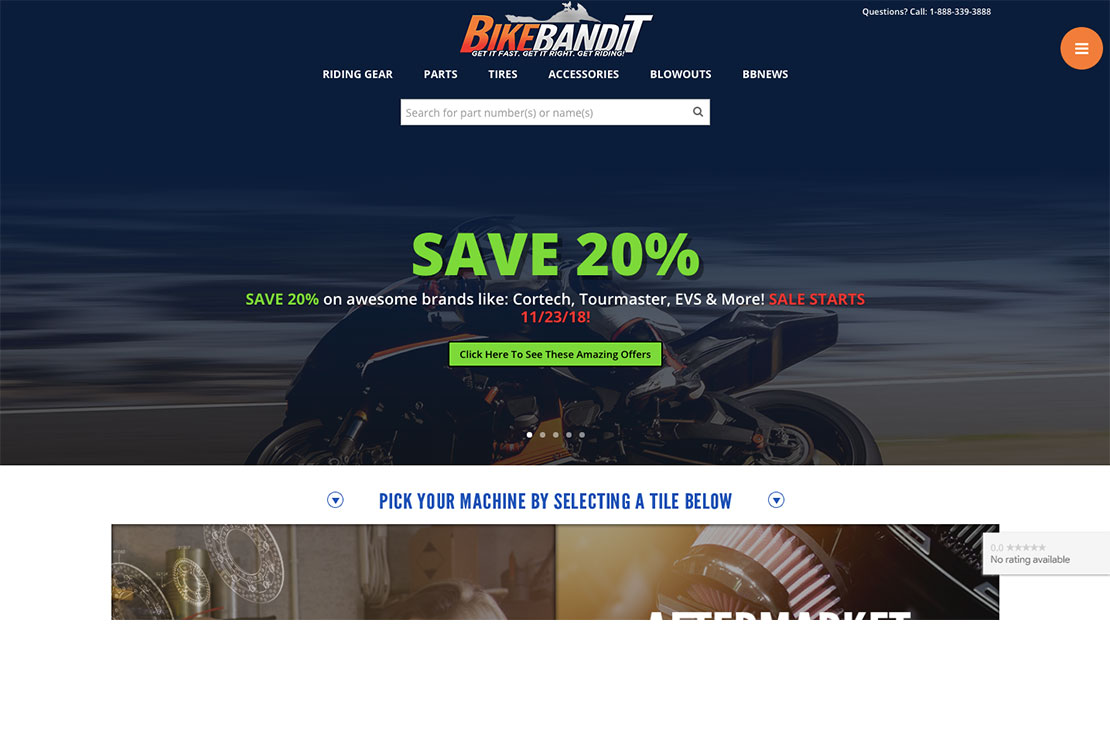 Questions? Call: 1-888-339-3888
BIKEBANDIT
GET IT FAST. GET IT RIGHT. GET RIDING!
RIDING GEAR PARTS TIRES ACCESSORIES BLOWOUTS BBNEWS
Search for part number(s) or name(s)
SAVE 20%
SAVE 20% on awesome brands like: Cortech, Tourmaster, EVS & More! SALE STARTS
11/23/18!
Click Here To See These Amazing Offers
PICK YOUR MACHINE BY SELECTING A TILE BELOW
0.0
No rating available
AFTERMARKET